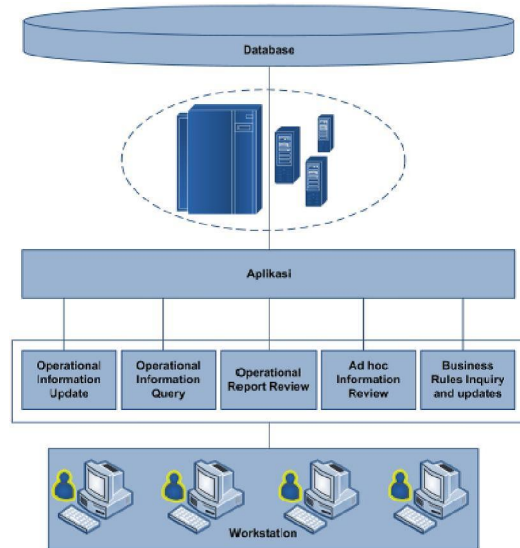 Database
Aplikasi
Operational
Information
Update
Operational
Information
Query
Operational
Report Review
Ad hoc
Information
Review
Business
Rules Inquiry
and updates
Workstation